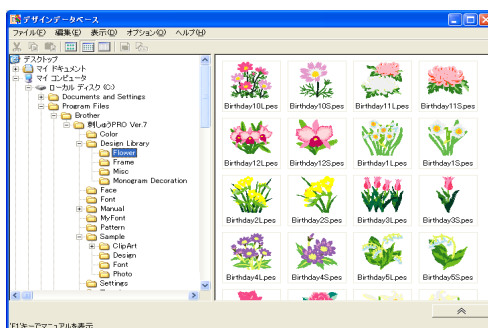 デザインデータベース
ファイル(F) 編集(E) 表示(D) オプション(O) ヘルプ(H)
デスクトップ
マイ ドキュメント
マイ コンピュータ
ローカル ディスク (C:)
Documents and Settings
Program Files
Brother
刺しゅうPRO Ver.7
Color
Design Library
Flower
Frame
Misc
Monogram Decoration
Face
Font
Manual
MyFont
Pattern
Sample
ClipArt
Design
Font
Photo
Settings
Birthday10L.pes Birthday10S.pes Birthday11L.pes Birthday11S.pes
Birthday12L.pes Birthday12S.pes Birthday1L.pes Birthday1S.pes
Birthday2L.pes Birthday2S.pes Birthday3L.pes Birthday3S.pes
Birthday4L.pes Birthday4S.pes Birthday5L.pes Birthday5S.pes
'F1'キーでマニュアルを表示